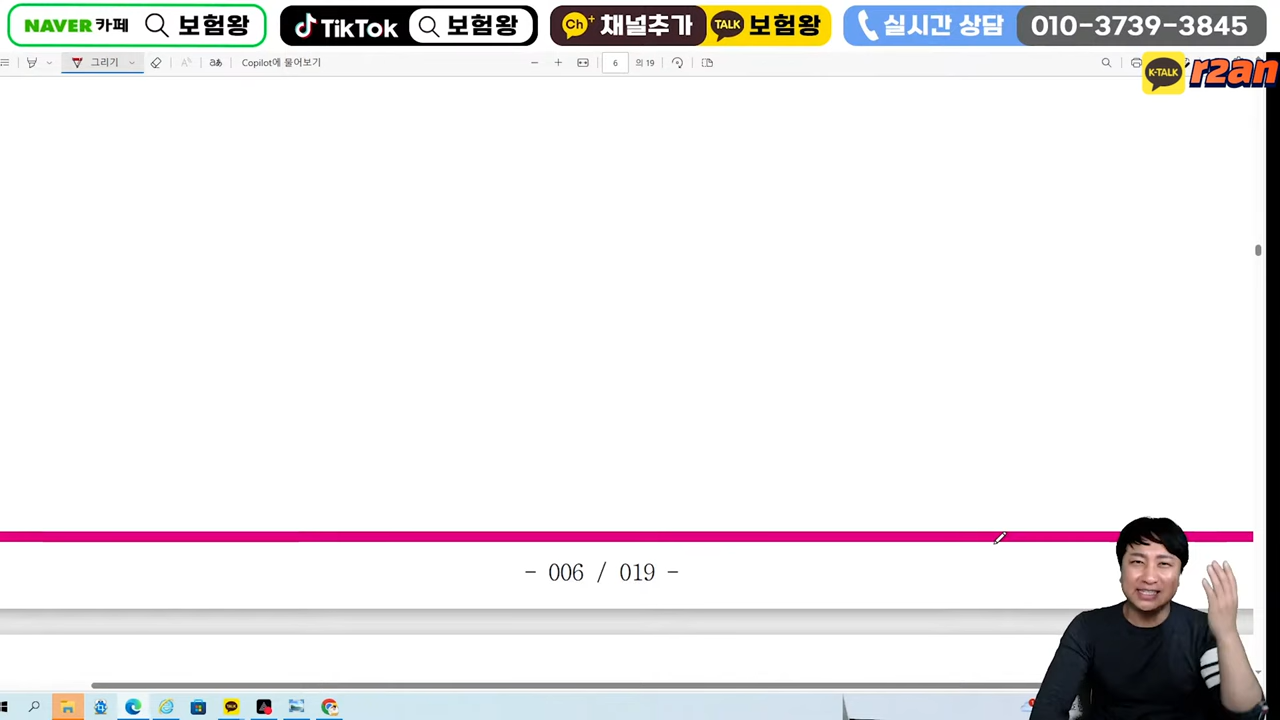 NAVER 카페 보험왕
TikTok 보험왕
Ch+ 채널추가 TALK 보험왕
실시간 상담 010-3739-3845
그리기 aあ Copilot에 물어보기 6 의 19
K-TALK r2an
- 006 / 019 -